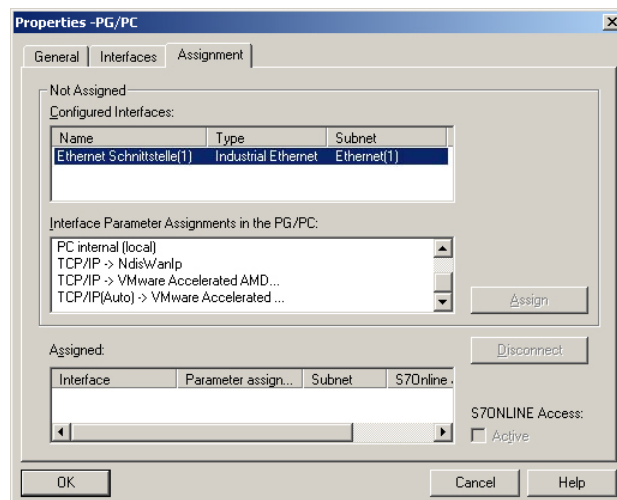 Properties -PG/PC
General Interfaces Assignment
Not Assigned
Configured Interfaces:
Name Type Subnet
Ethernet Schnittstelle(1) Industrial Ethernet Ethernet(1)
Interface Parameter Assignments in the PG/PC:
PC internal (local)
TCP/IP -> NdisWanIp
TCP/IP -> VMware Accelerated AMD...
TCP/IP(Auto) -> VMware Accelerated ...
Assign
Assigned:
Disconnect
Interface Parameter assign... Subnet S7Online
S7ONLINE Access:
Active
OK Cancel Help